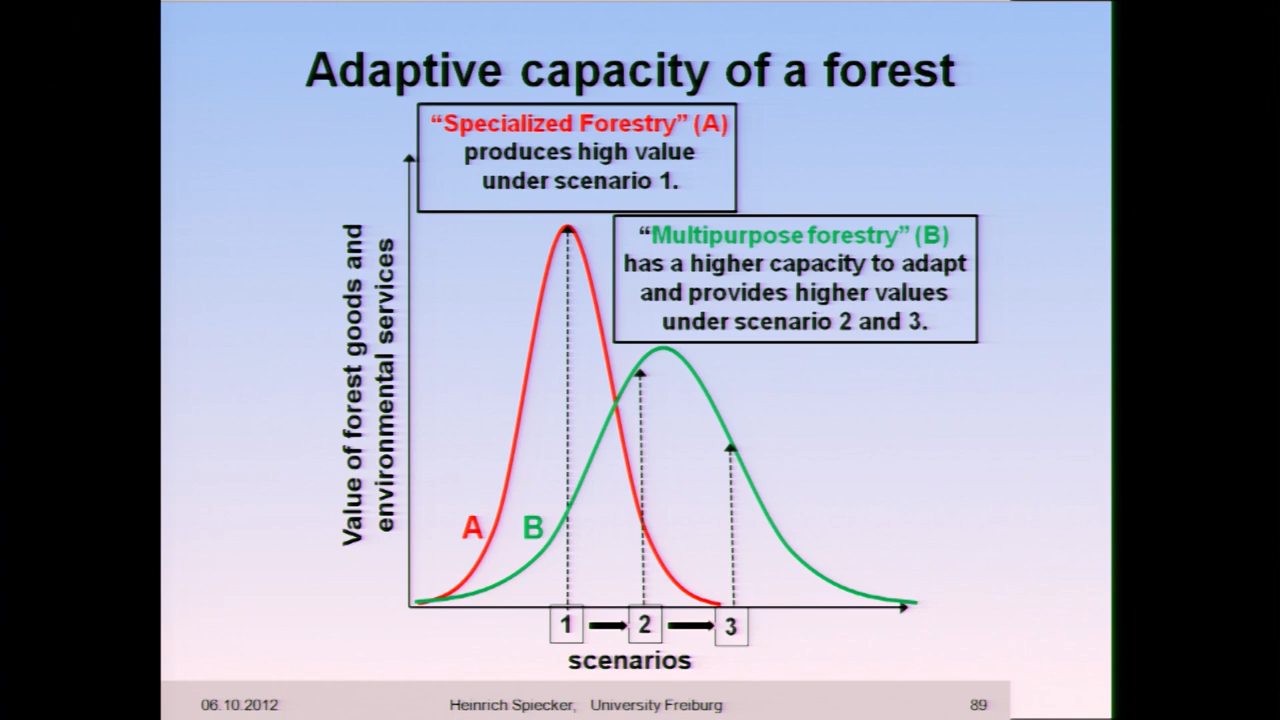 Adaptive capacity of a forest
“Specialized Forestry” (A)
produces high value
under scenario 1.
“Multipurpose forestry” (B)
has a higher capacity to adapt
and provides higher values
under scenario 2 and 3.
Value of forest goods and
environmental services
A
B
1
2
3
scenarios
06.10.2012
Heinrich Spiecker, University Freiburg
89